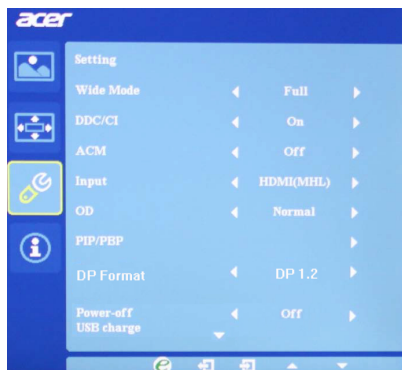 acer
Setting
Wide Mode Full
DDC/CI On
ACM Off
Input HDMI(MHL)
OD Normal
PIP/PBP
DP Format DP 1.2
Power-off Off
USB charge